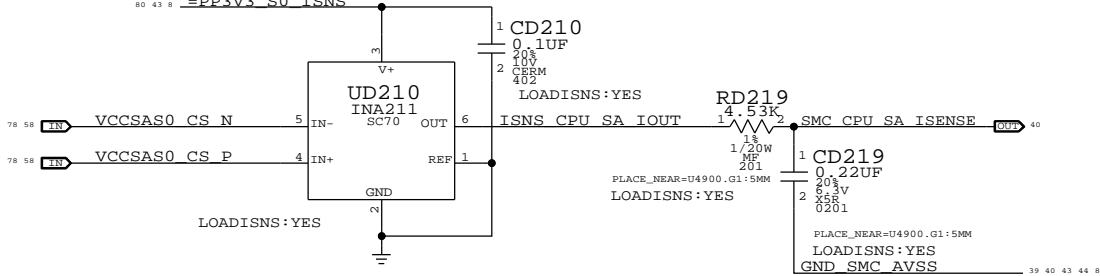 80 43 8 =PP3V3_S0_ISNS
1 CD210
0.1UF
20%
10V
2 CERM
402
LOADISNS:YES
3
V+
UD210
INA211
SC70
78 58 IN VCCSAS0_CS_N 5 IN- OUT 6 ISNS_CPU_SA_IOUT
78 58 IN VCCSAS0_CS_P 4 IN+ REF 1
GND
2
LOADISNS:YES
RD219
4.53K
1 2 SMC_CPU_SA_ISENSE OUT 40
1%
1/20W
MF
201
PLACE_NEAR=U4900.G1:5MM
LOADISNS:YES
1 CD219
0.22UF
20%
2 6.3V
X5R
0201
PLACE_NEAR=U4900.G1:5MM
LOADISNS:YES
GND_SMC_AVSS 39 40 43 44 8